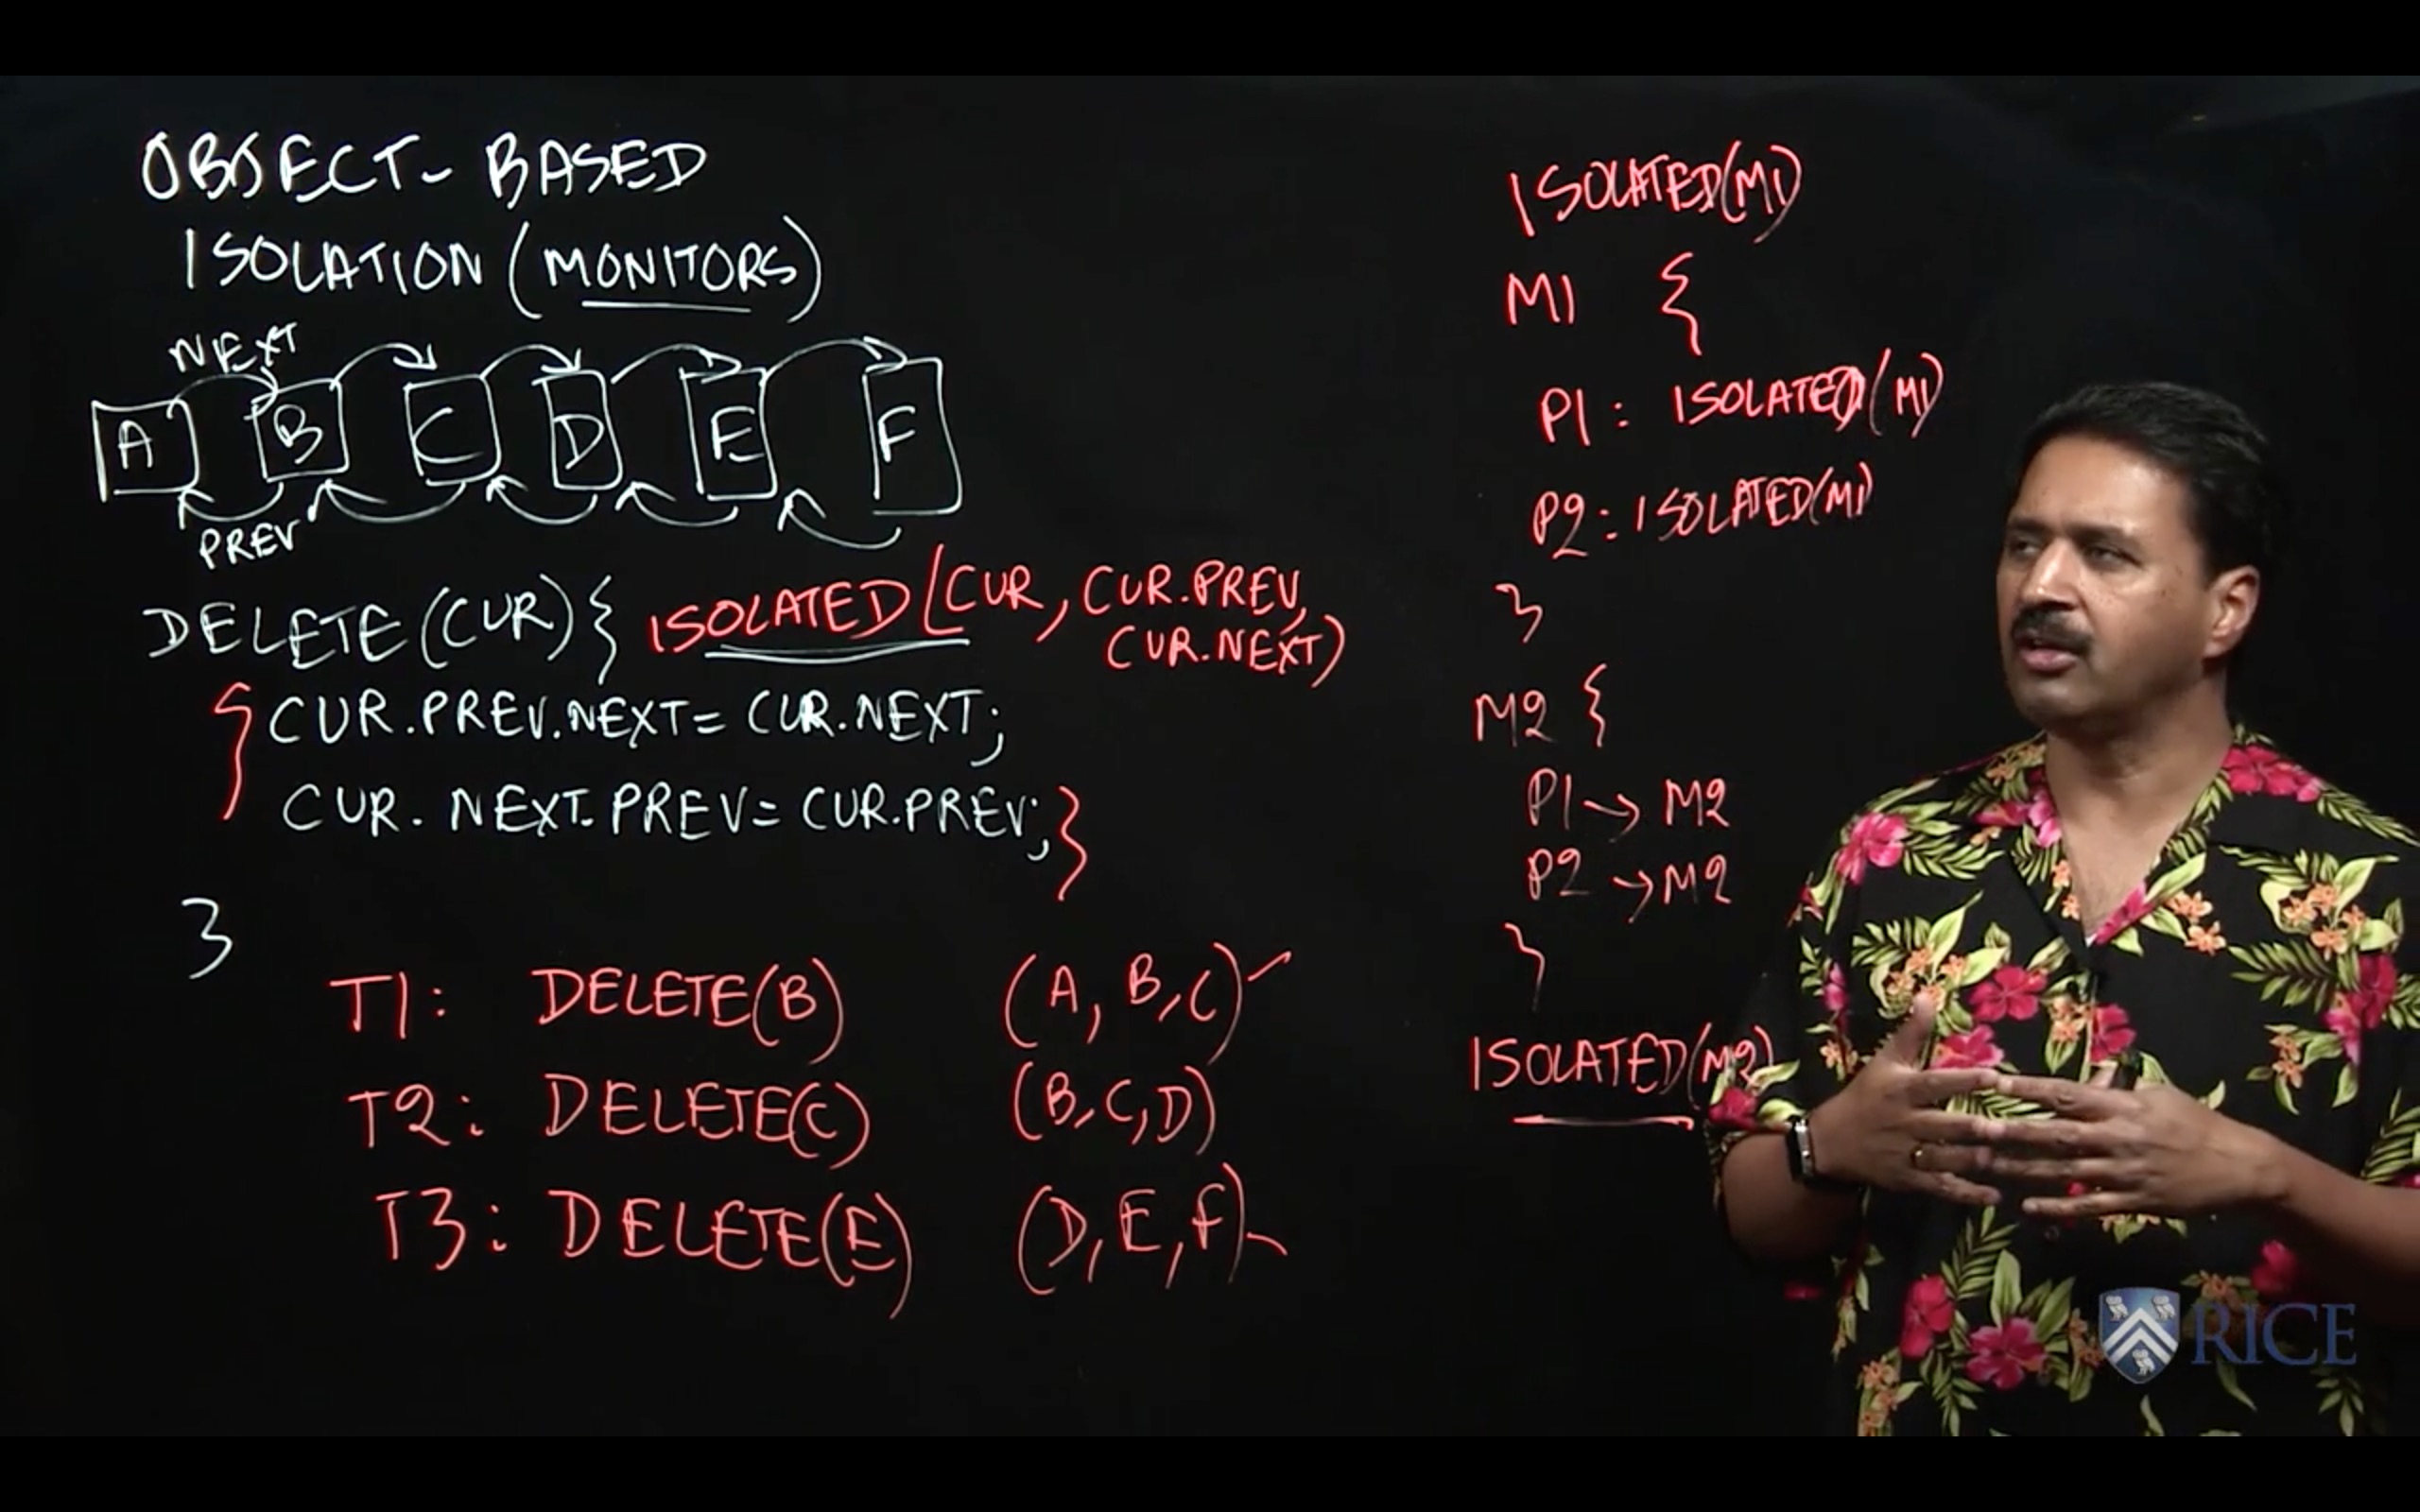 OBJECT-BASED
ISOLATION (MONITORS)
NEXT
A B C D E F
PREV
DELETE(CUR) { ISOLATED(CUR, CUR.PREV,
CUR.NEXT)
{ CUR.PREV.NEXT = CUR.NEXT;
CUR.NEXT.PREV = CUR.PREV; }
}
T1: DELETE(B) (A, B, C)
T2: DELETE(C) (B, C, D)
T3: DELETE(E) (D, E, F)
ISOLATED(M1)
M1 {
P1: ISOLATED(M1)
P2: ISOLATED(M1)
}
M2 {
P1 → M2
P2 → M2
}
ISOLATED(M2)
RICE